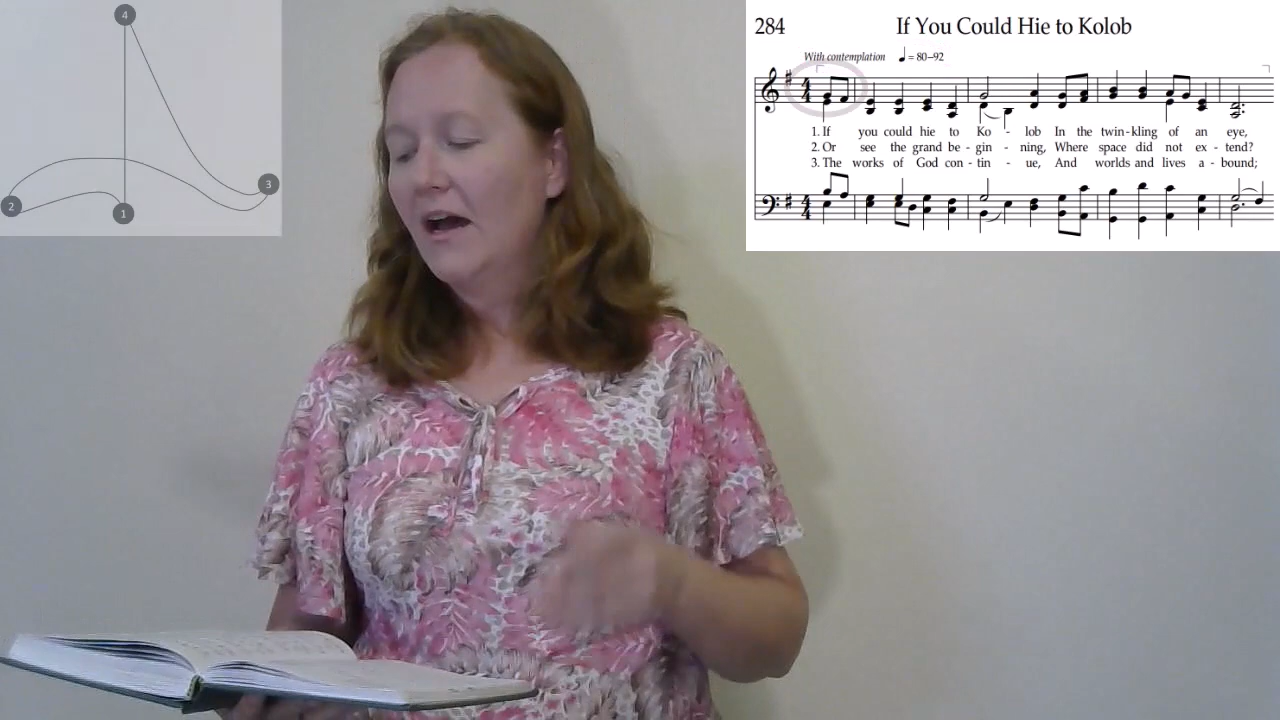 4
2
3
1
284 If You Could Hie to Kolob
With contemplation ♩ = 80–92
1. If you could hie to Ko - lob In the twin - kling of an eye,
2. Or see the grand be - gin - ning, Where space did not ex - tend?
3. The works of God con - tin - ue, And worlds and lives a - bound;